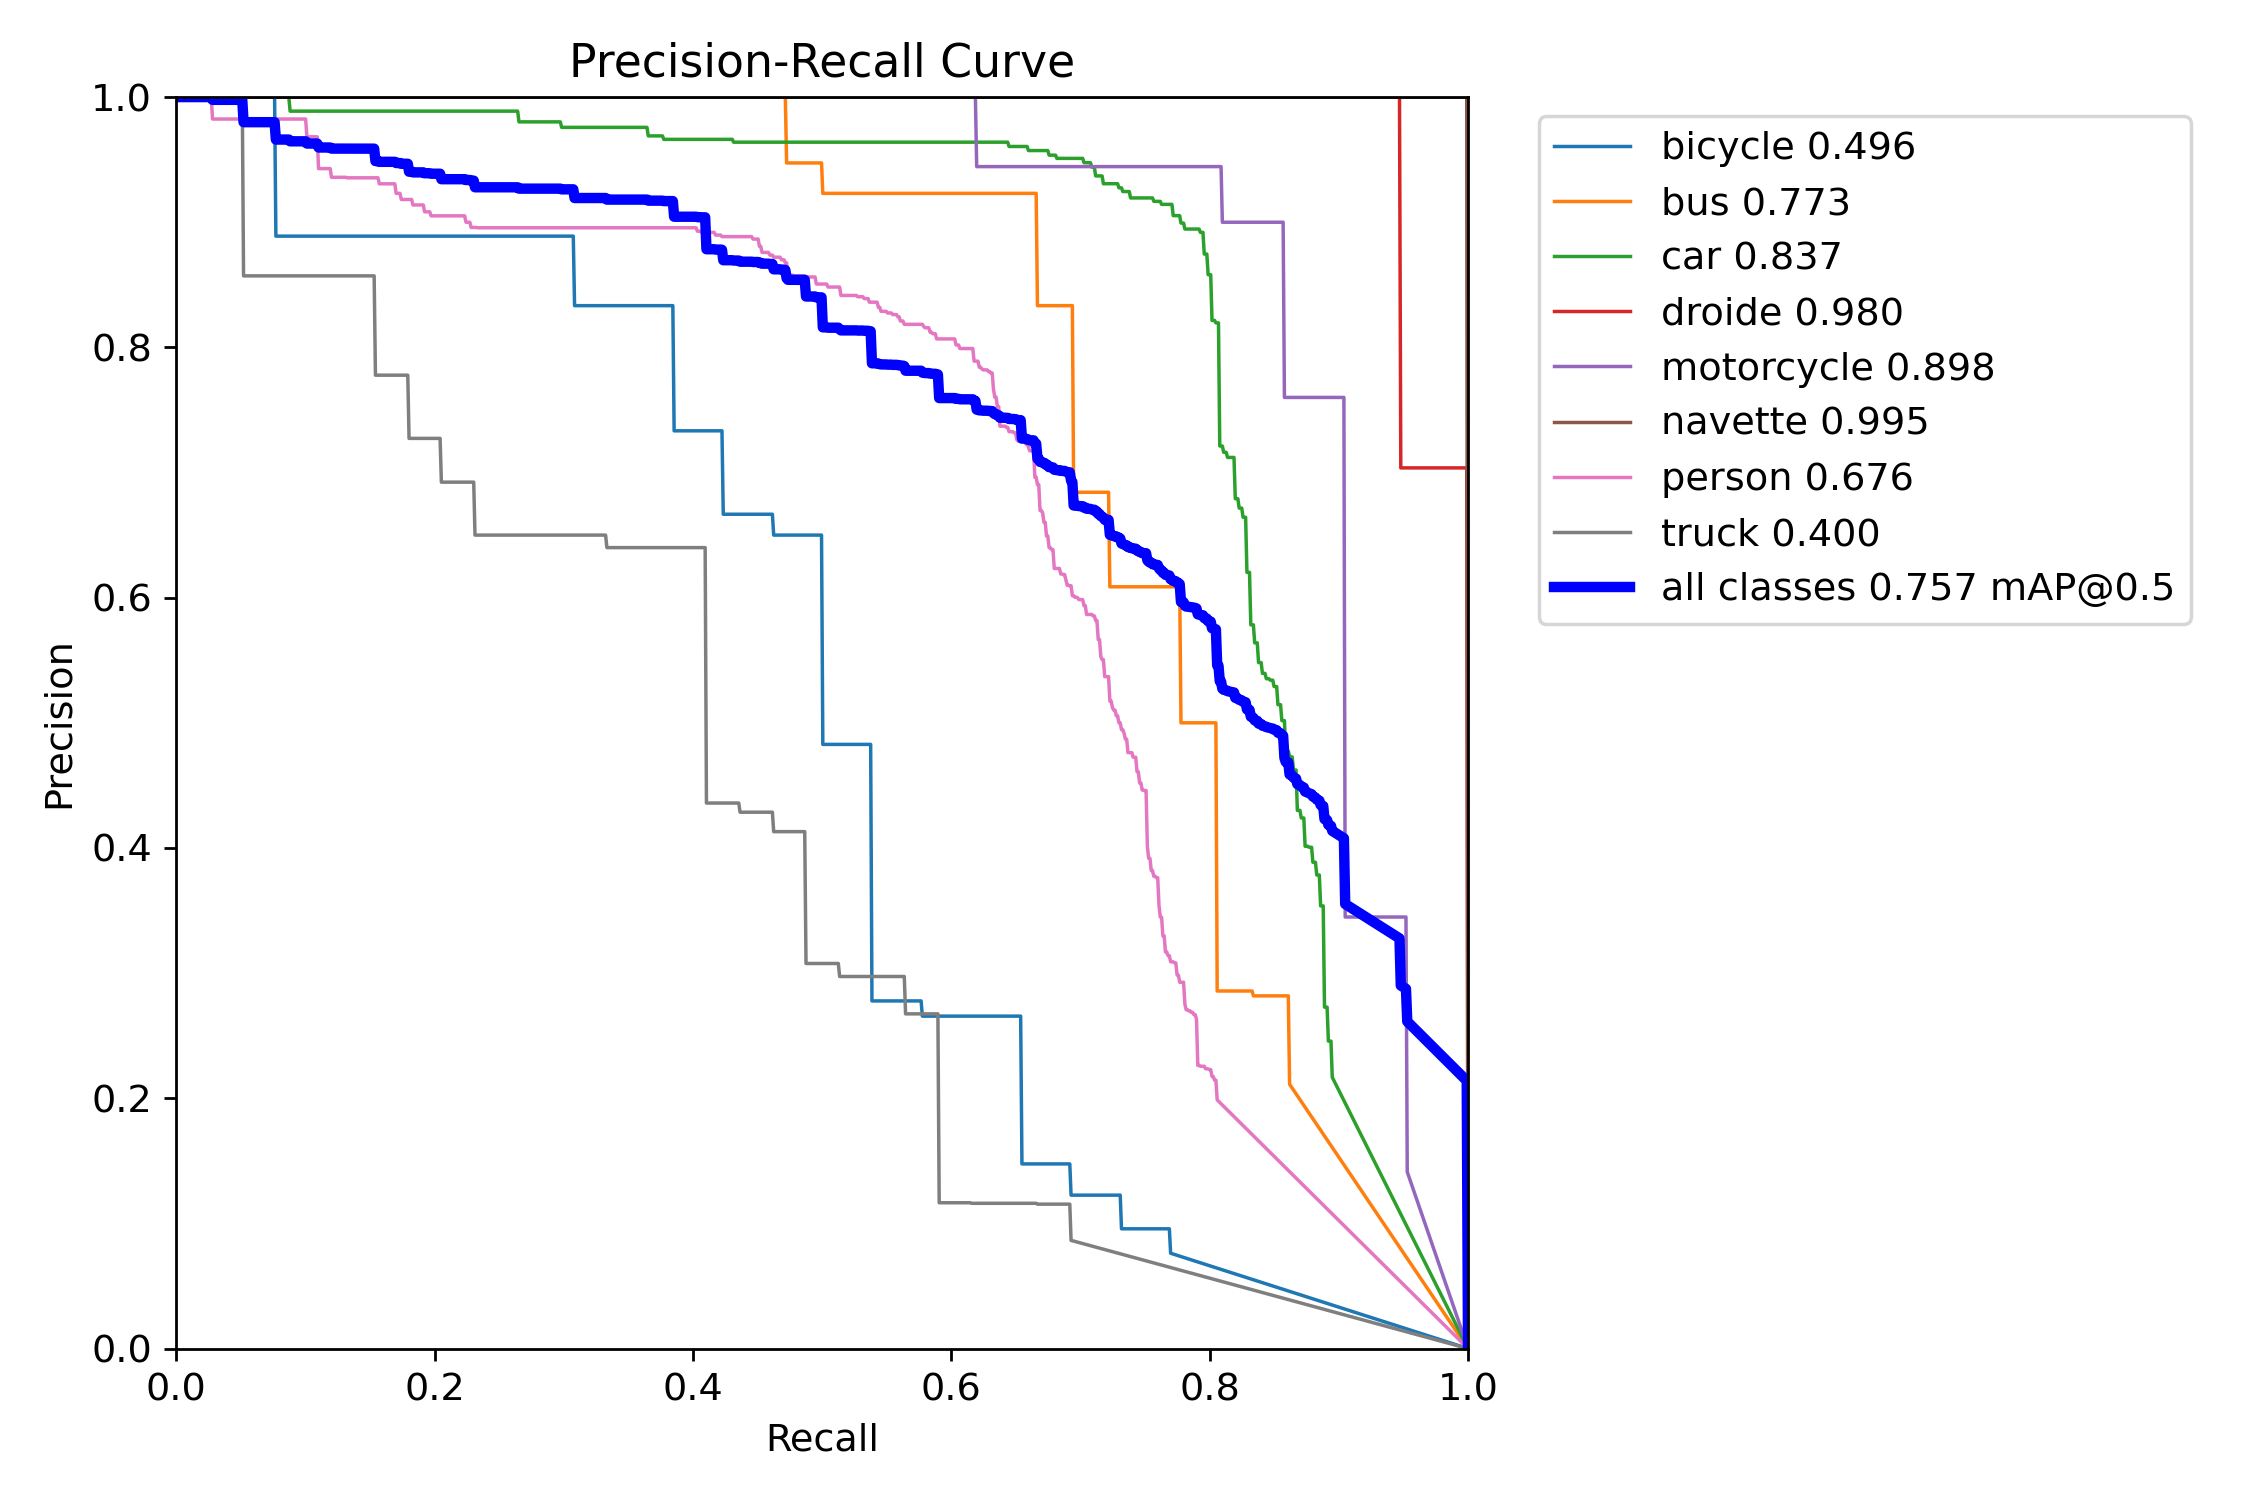 Precision-Recall Curve
1.0
0.8
0.6
0.4
0.2
0.0
Precision
0.0 0.2 0.4 0.6 0.8 1.0
Recall
bicycle 0.496
bus 0.773
car 0.837
droide 0.980
motorcycle 0.898
navette 0.995
person 0.676
truck 0.400
all classes 0.757 mAP@0.5